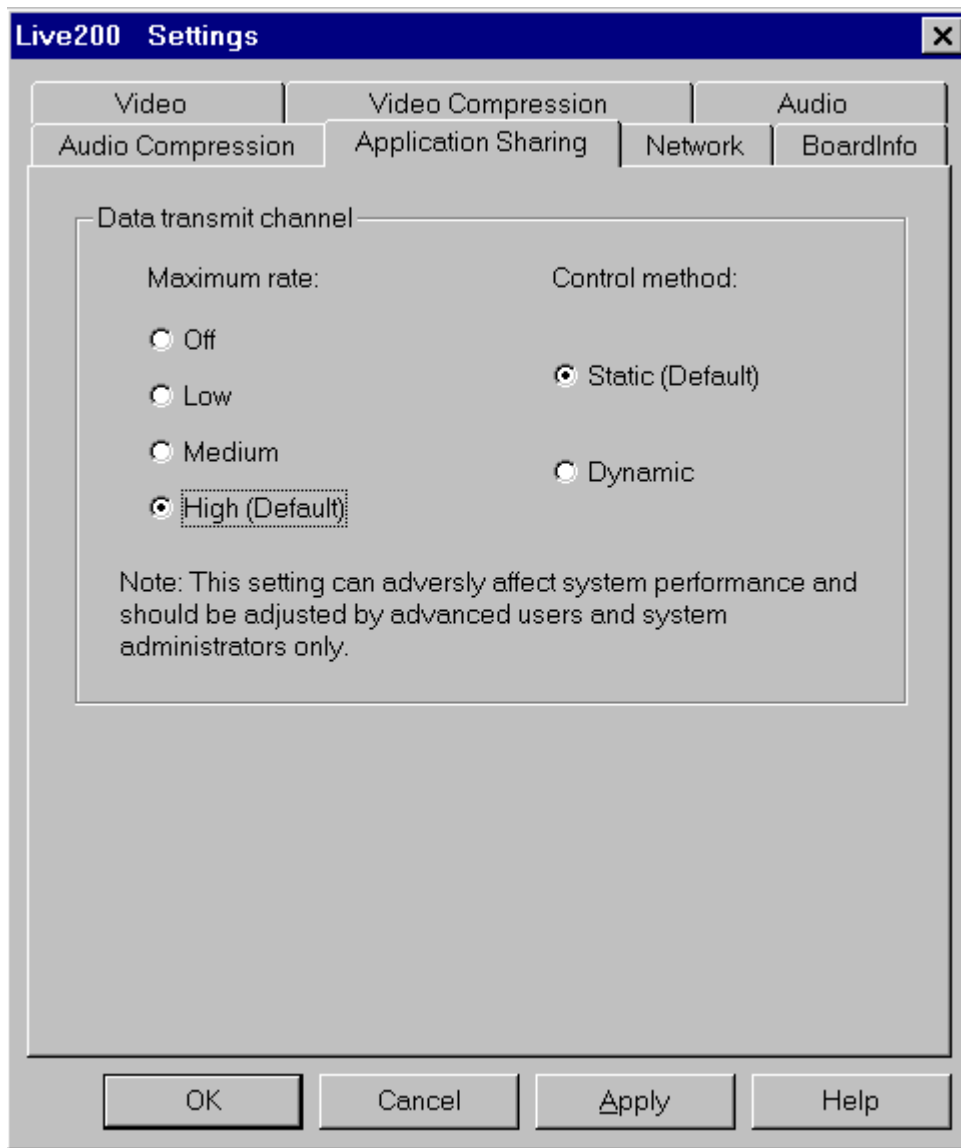 Live200 Settings
Video Video Compression Audio
Audio Compression Application Sharing Network BoardInfo
Data transmit channel
Maximum rate: Control method:
Off
Static (Default)
Low
Medium
Dynamic
High (Default)
Note: This setting can adversly affect system performance and
should be adjusted by advanced users and system
administrators only.
OK Cancel Apply Help